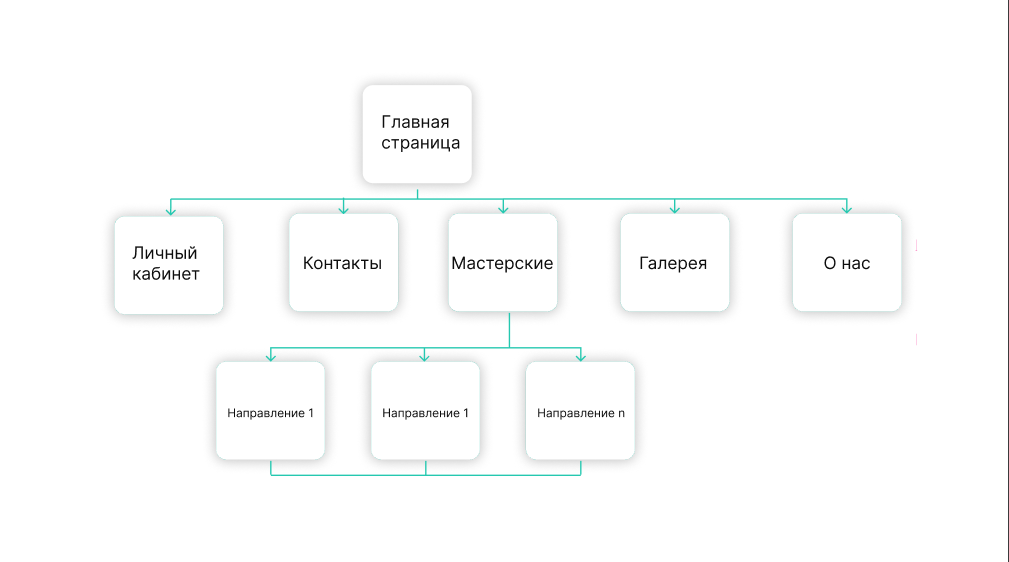 Главная
страница
Личный
кабинет
Контакты
Мастерские
Галерея
О нас
Направление 1
Направление 1
Направление n